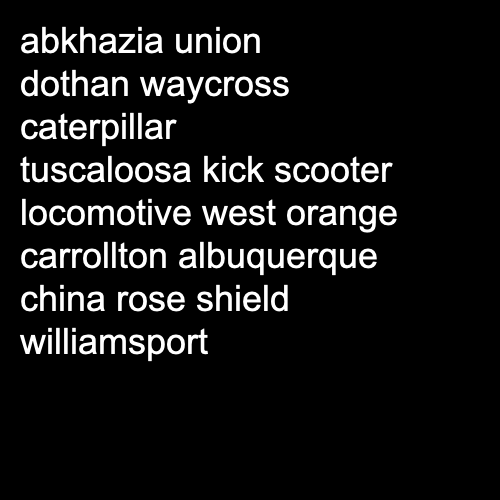 abkhazia union
dothan waycross
caterpillar
tuscaloosa kick scooter
locomotive west orange
carrollton albuquerque
china rose shield
williamsport